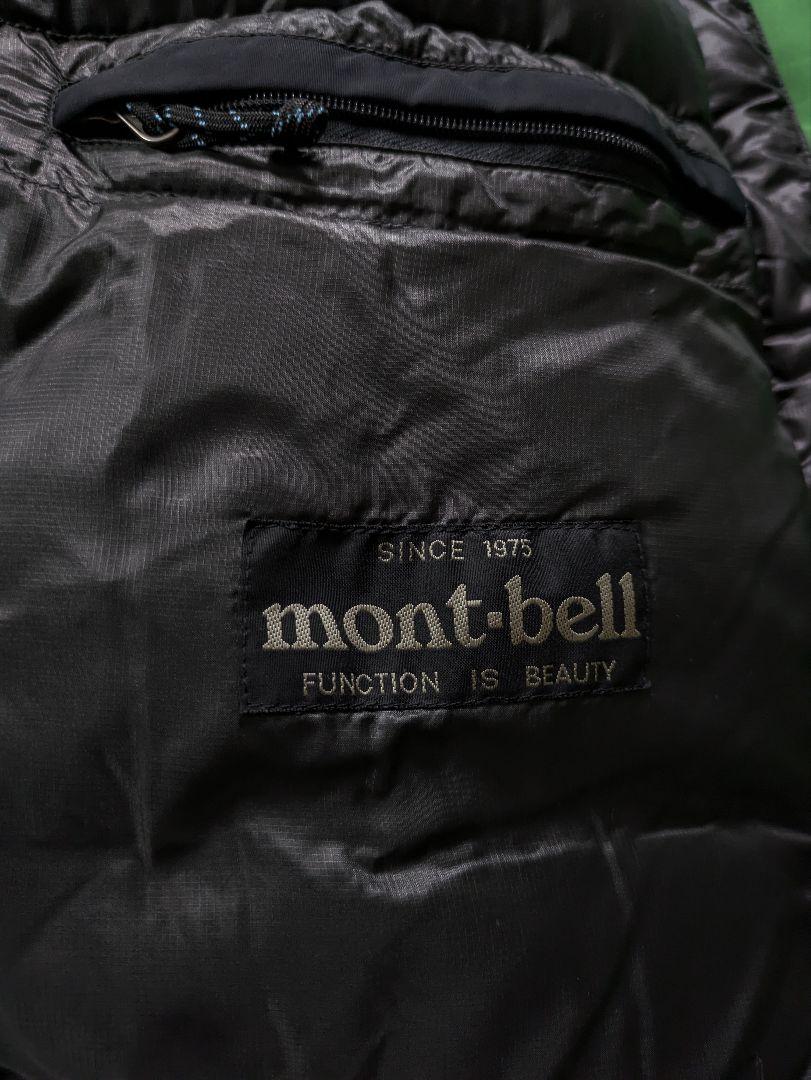 SINCE 1975
mont-bell
FUNCTION IS BEAUTY